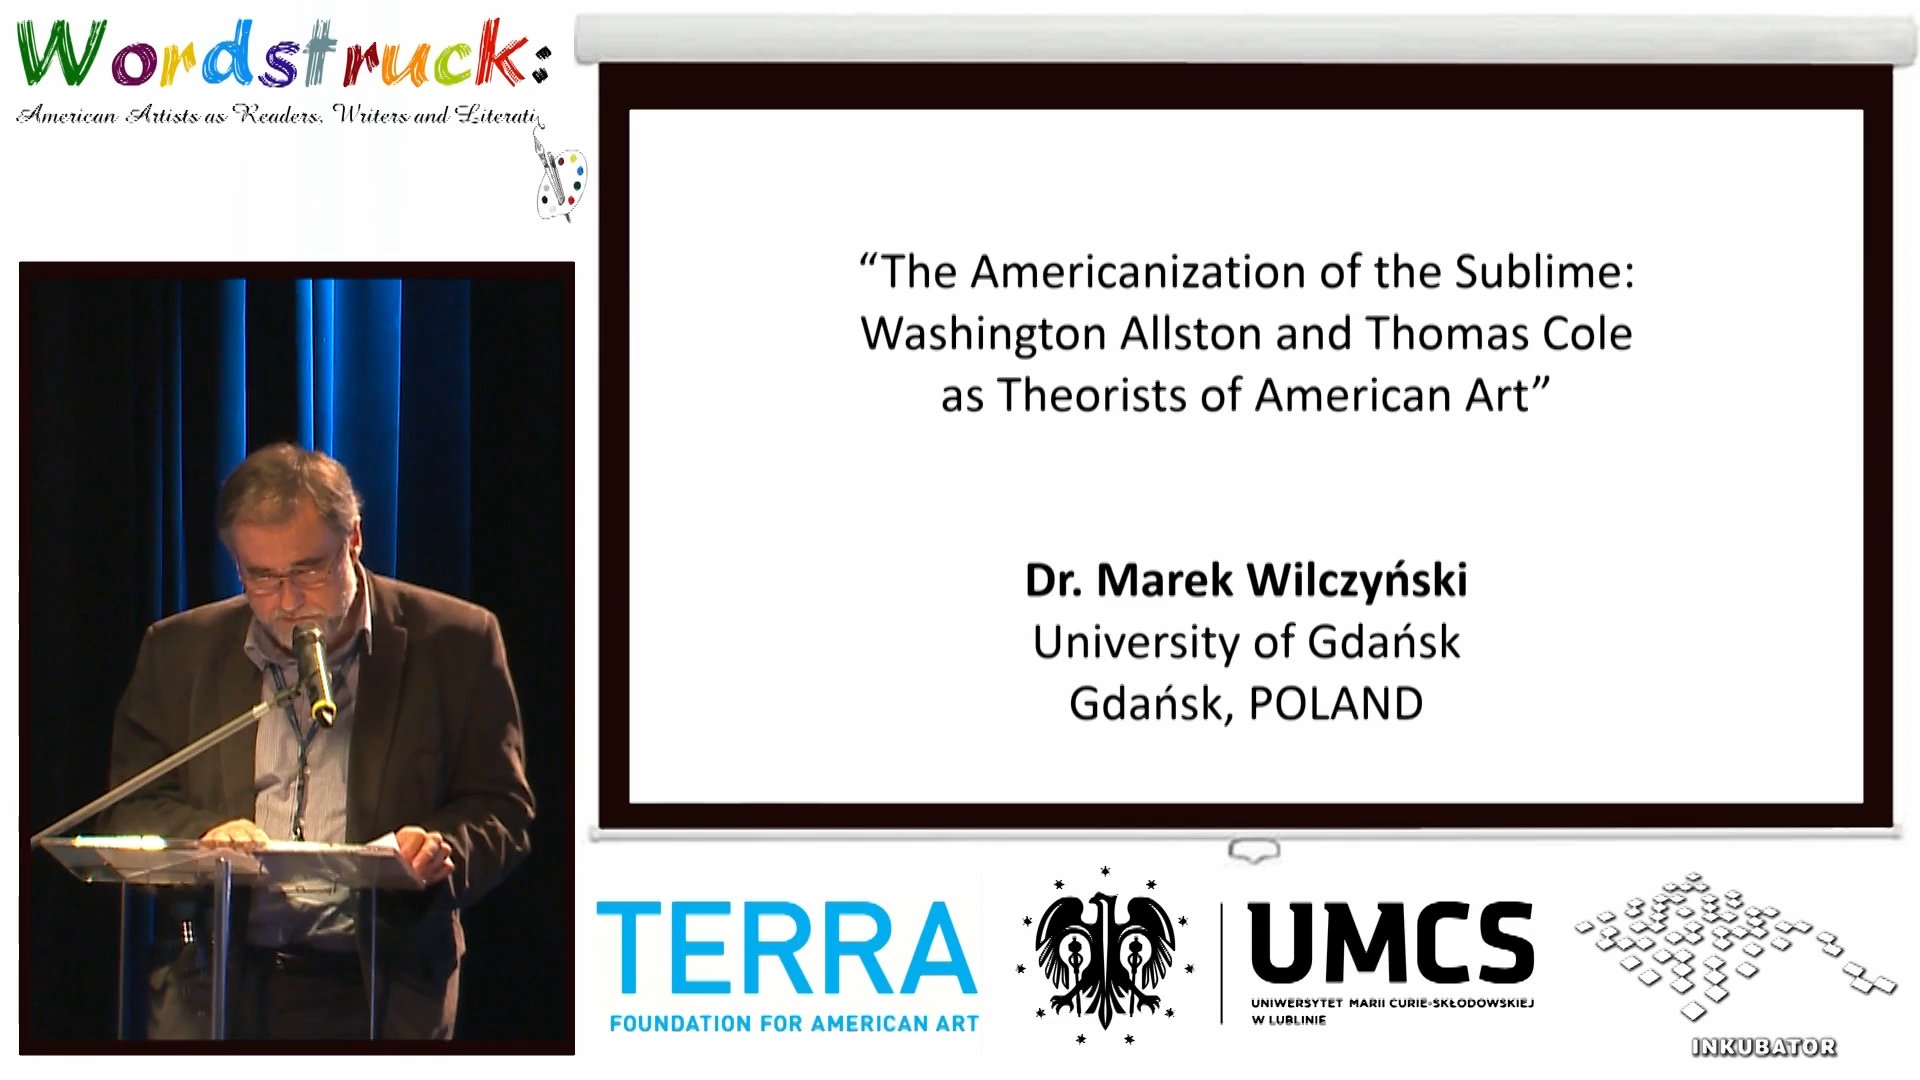 Wordstruck:
American Artists as Readers, Writers and Literati
“The Americanization of the Sublime:
Washington Allston and Thomas Cole
as Theorists of American Art”
Dr. Marek Wilczyński
University of Gdańsk
Gdańsk, POLAND
TERRA
FOUNDATION FOR AMERICAN ART
UMCS
UNIWERSYTET MARII CURIE-SKŁODOWSKIEJ
W LUBLINIE
INKUBATOR